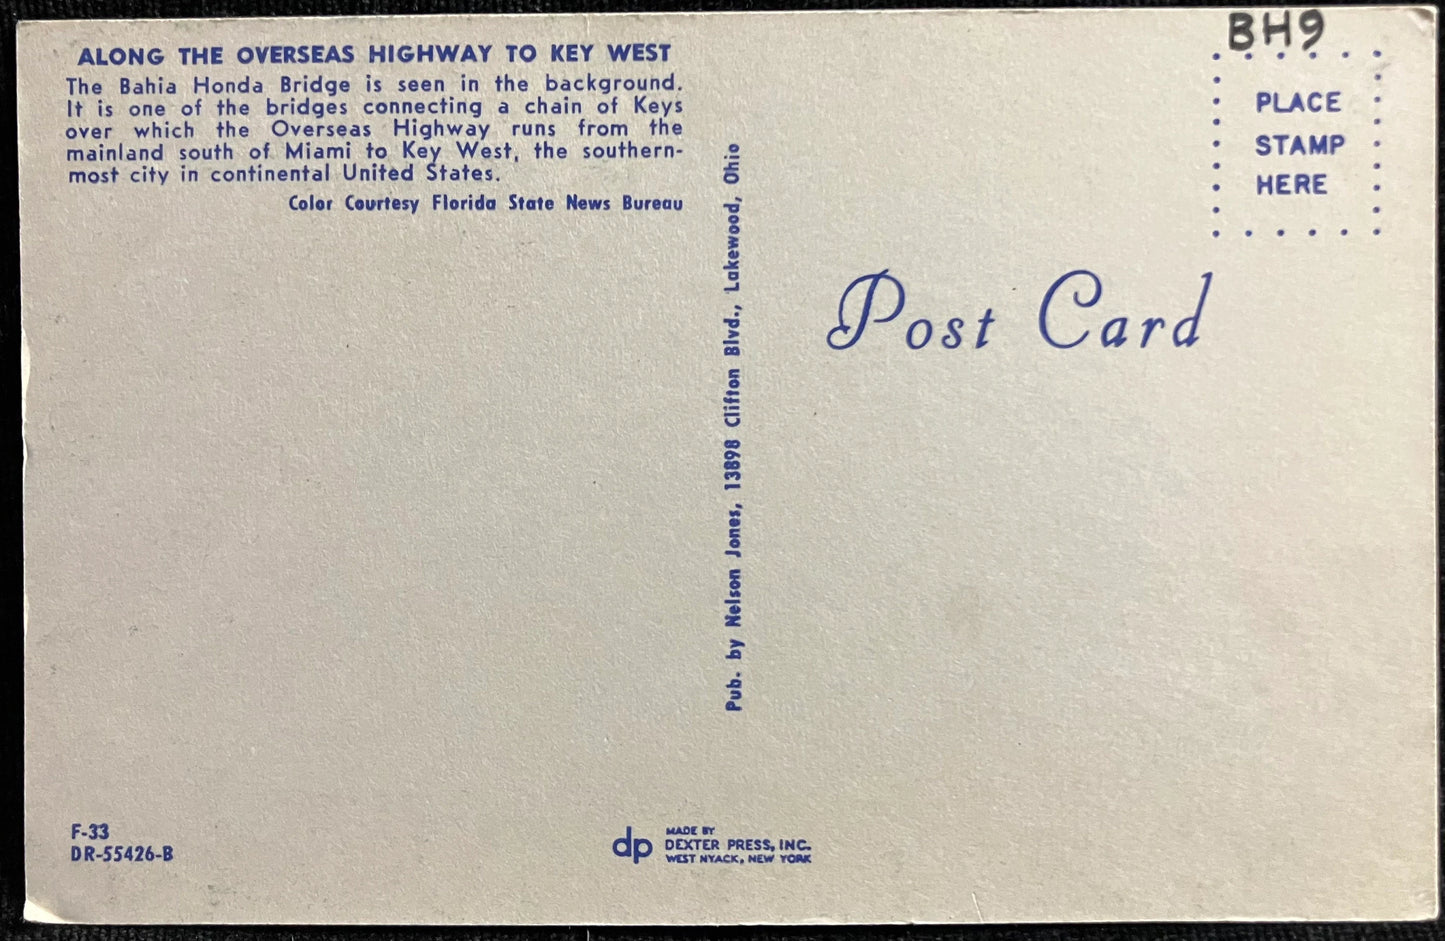 ALONG THE OVERSEAS HIGHWAY TO KEY WEST
The Bahia Honda Bridge is seen in the background.
It is one of the bridges connecting a chain of Keys
over which the Overseas Highway runs from the
mainland south of Miami to Key West, the southern-
most city in continental United States.
Color Courtesy Florida State News Bureau
Pub. by Nelson Jones, 13898 Clifton Blvd., Lakewood, Ohio
BH9
PLACE
STAMP
HERE
Post Card
F-33
DR-55426-B
dp
MADE BY
DEXTER PRESS, INC.
WEST NYACK, NEW YORK